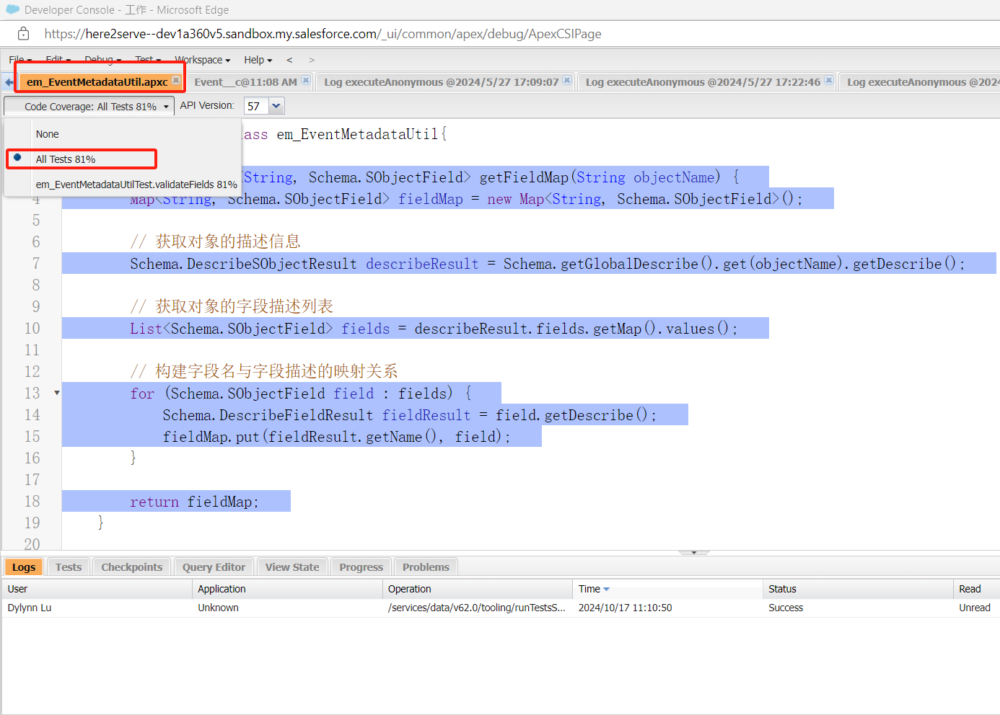 Developer Console - 工作 - Microsoft Edge
https://here2serve--dev1a360v5.sandbox.my.salesforce.com/_ui/common/apex/debug/ApexCSIPage
File Edit Debug Test Workspace Help < >
em_EventMetadataUtil.apxc Event__c@11:08 AM Log executeAnonymous @2024/5/27 17:09:07 Log executeAnonymous @2024/5/27 17:22:46 Log executeAnonymous @2024
Code Coverage: All Tests 81% API Version: 57
None
ass em_EventMetadataUtil{
All Tests 81%
<String, Schema.SObjectField> getFieldMap(String objectName) {
em_EventMetadataUtilTest.validateFields 81%
4 Map<String, Schema.SObjectField> fieldMap = new Map<String, Schema.SObjectField>();
5
6 // 获取对象的描述信息
7 Schema.DescribeSObjectResult describeResult = Schema.getGlobalDescribe().get(objectName).getDescribe();
8
9 // 获取对象的字段描述列表
10 List<Schema.SObjectField> fields = describeResult.fields.getMap().values();
11
12 // 构建字段名与字段描述的映射关系
13 for (Schema.SObjectField field : fields) {
14 Schema.DescribeFieldResult fieldResult = field.getDescribe();
15 fieldMap.put(fieldResult.getName(), field);
16 }
17
18 return fieldMap;
19 }
20
Logs Tests Checkpoints Query Editor View State Progress Problems
User Application Operation Time Status Read
Dylynn Lu Unknown /services/data/v62.0/tooling/runTestsS... 2024/10/17 11:10:50 Success Unread